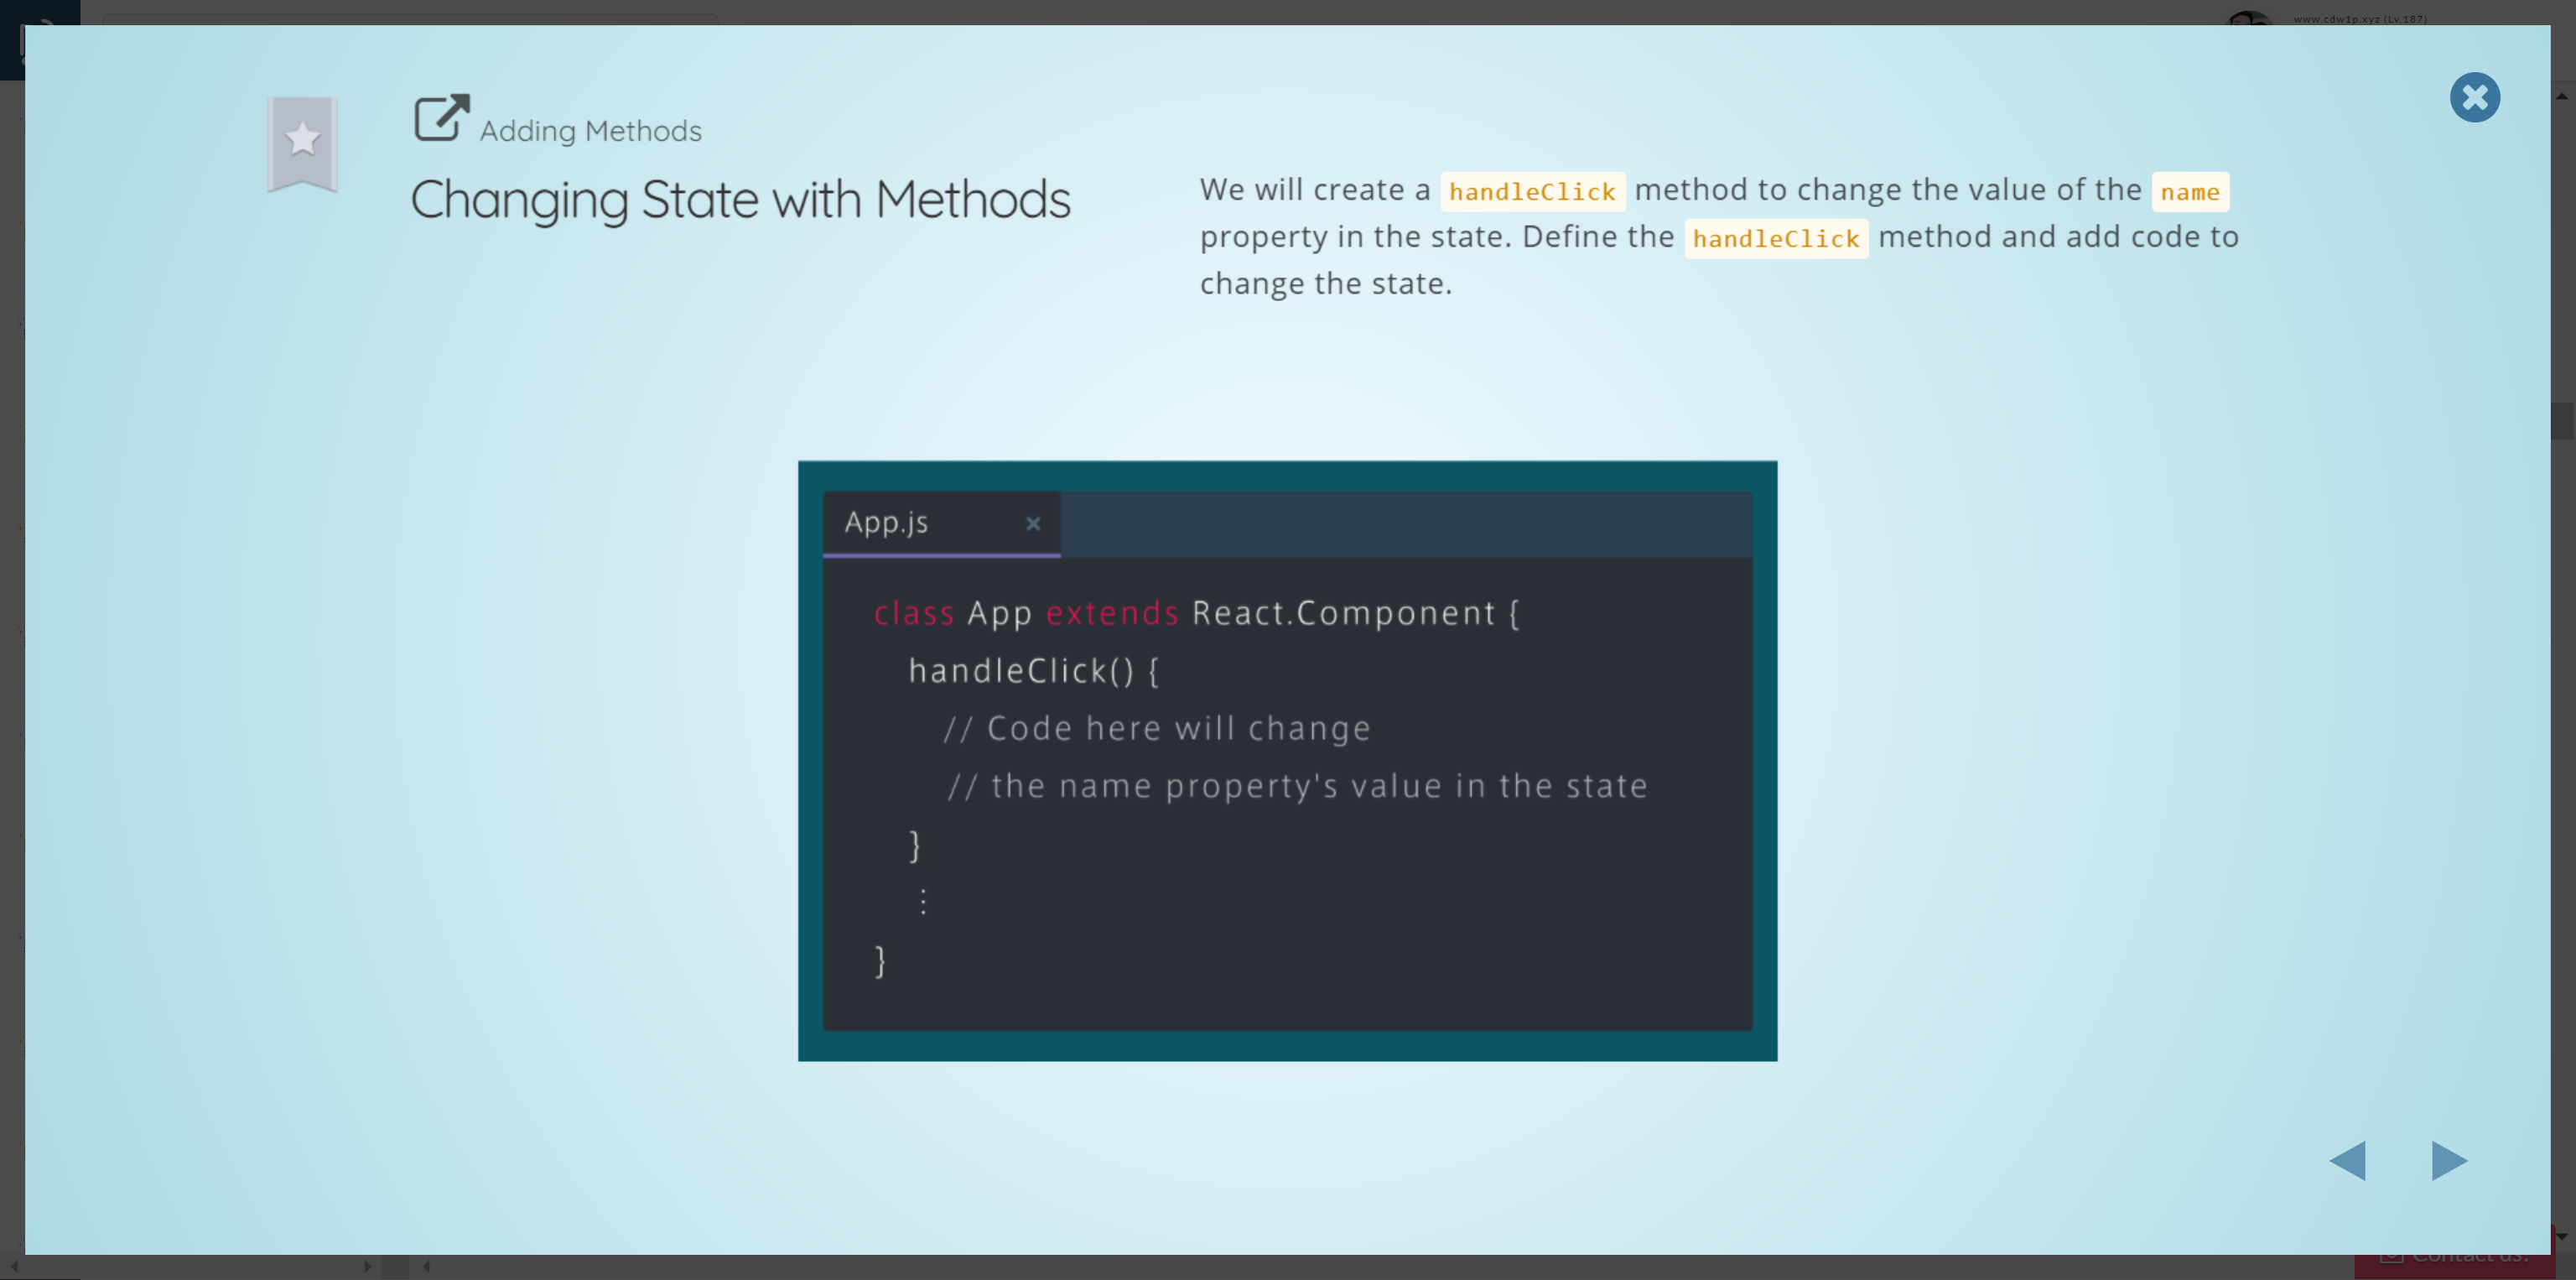 www.cdw1p.xyz (Lv.187)
Adding Methods
Changing State with Methods
We will create a handleClick method to change the value of the name
property in the state. Define the handleClick method and add code to
change the state.
App.js
class App extends React.Component {
handleClick() {
// Code here will change
// the name property's value in the state
}
⋮
}
Contact us!